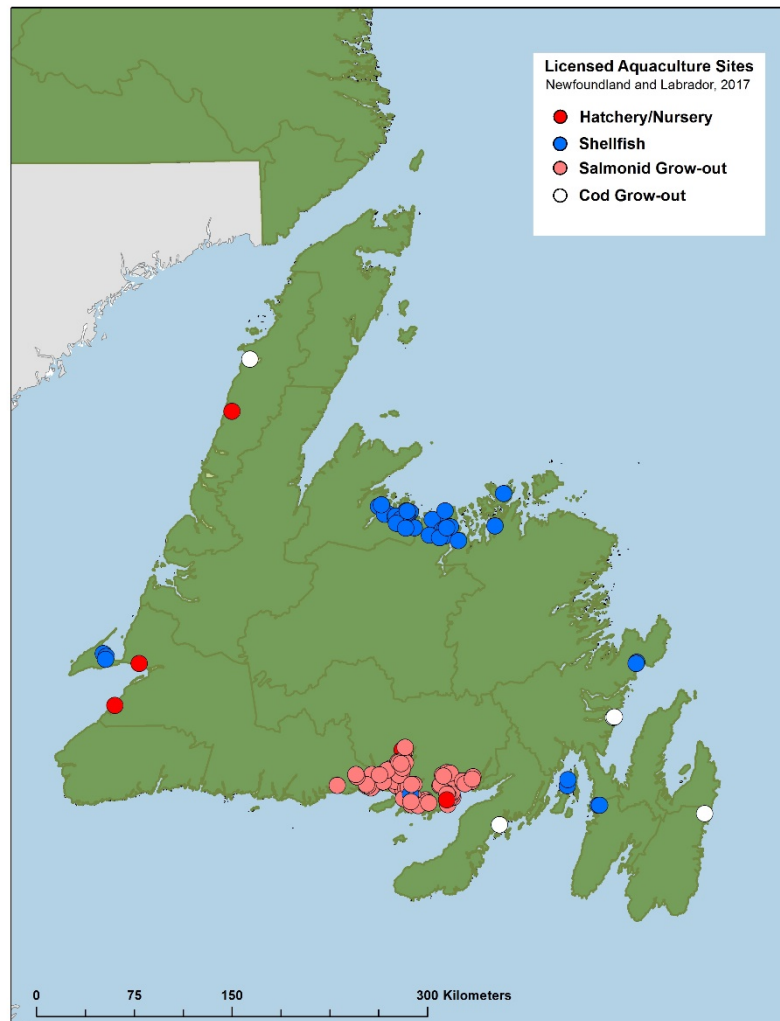 Licensed Aquaculture Sites
Newfoundland and Labrador, 2017
Hatchery/Nursery
Shellfish
Salmonid Grow-out
Cod Grow-out
0 75 150 300 Kilometers